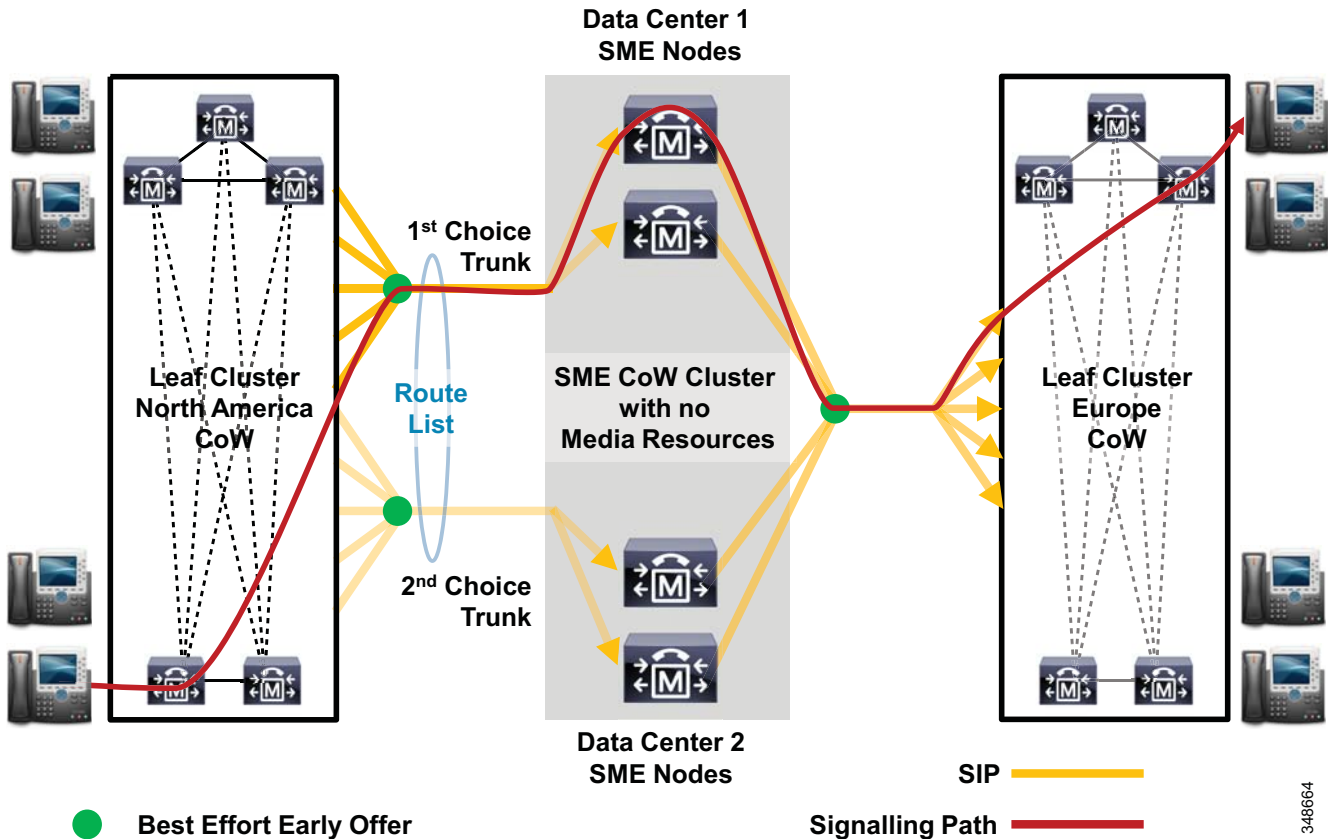 Data Center 1
SME Nodes
1st Choice
Trunk
Leaf Cluster
North America
CoW
Route
List
SME CoW Cluster
with no
Media Resources
Leaf Cluster
Europe
CoW
2nd Choice
Trunk
Data Center 2
SME Nodes
SIP
Best Effort Early Offer
Signalling Path
348664
M
M
M
M
M
M
M
M
M
M
M
M
M
M